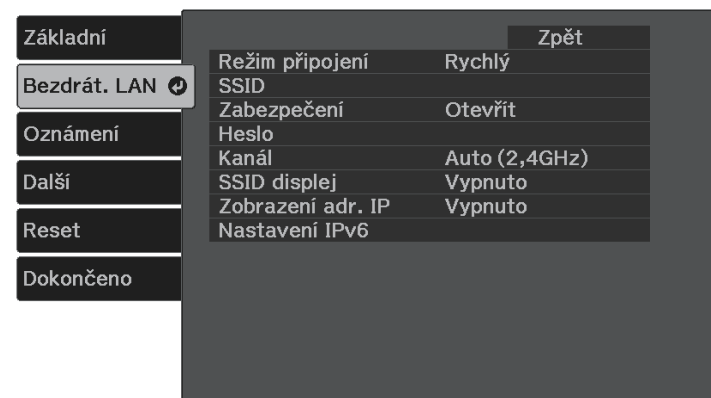 Základní
Bezdrát. LAN
Oznámení
Další
Reset
Dokončeno
Zpět
Režim připojení Rychlý
SSID
Zabezpečení Otevřít
Heslo
Kanál Auto (2,4GHz)
SSID displej Vypnuto
Zobrazení adr. IP Vypnuto
Nastavení IPv6